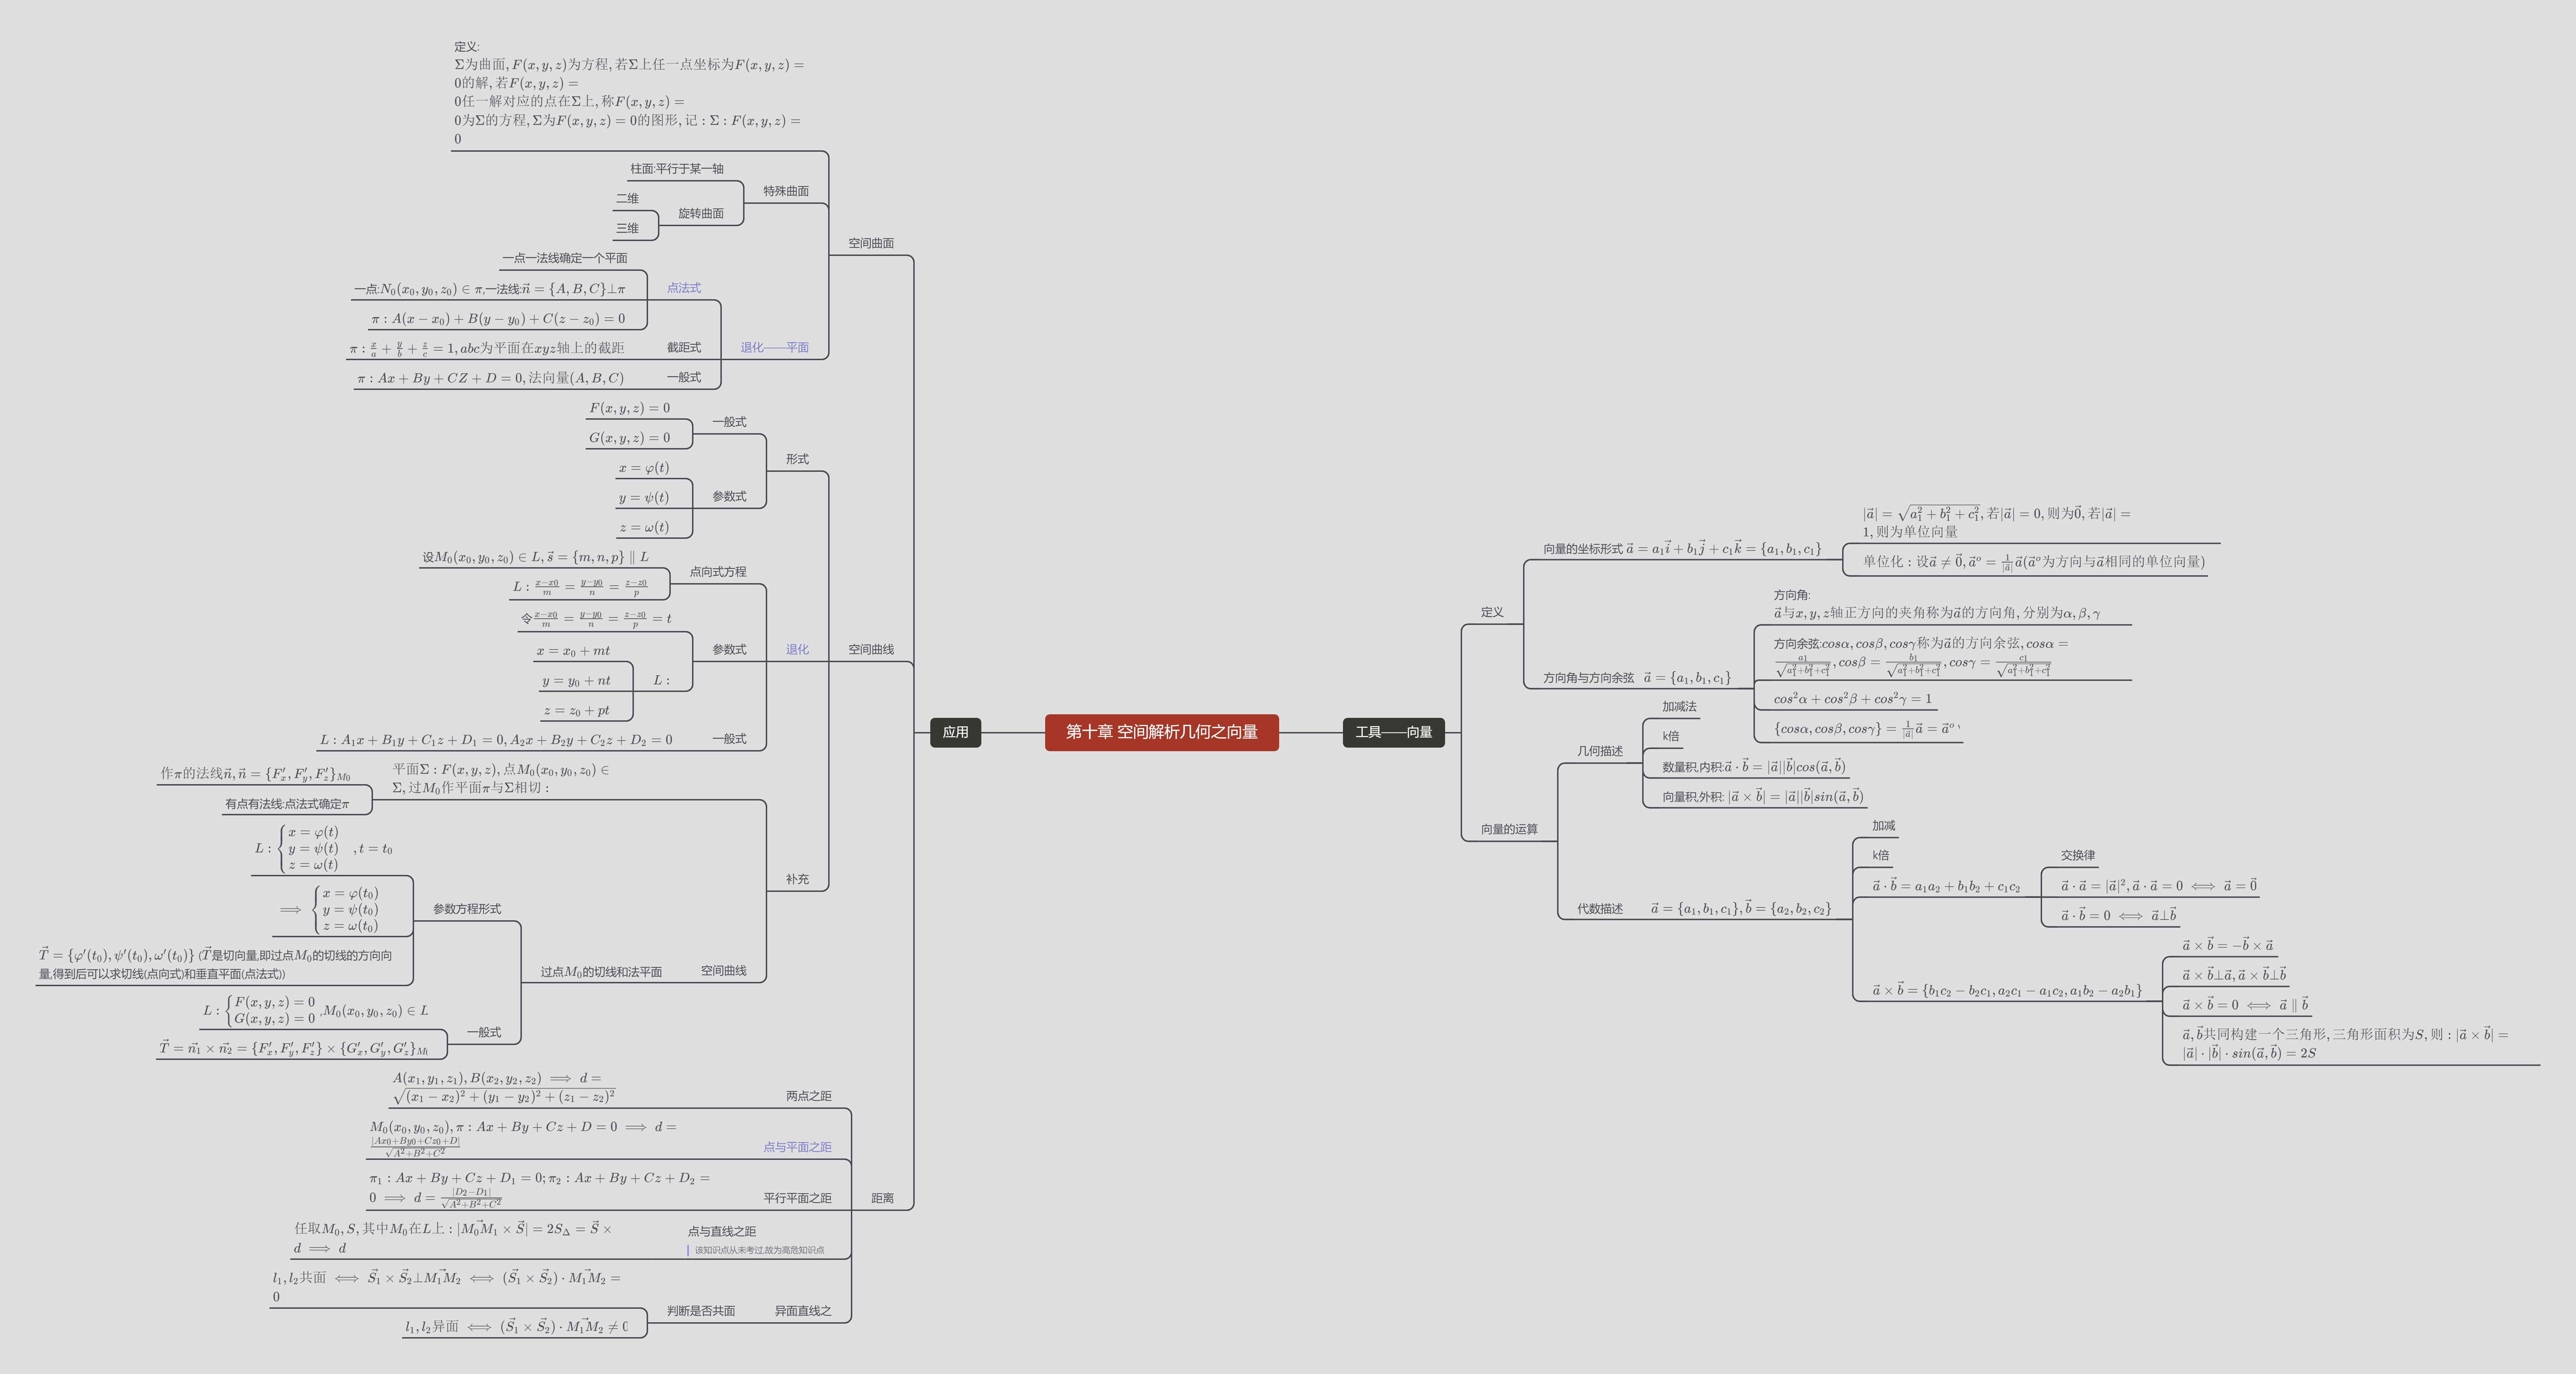 第十章 空间解析几何之向量
工具——向量
定义
向量的坐标形式 $\vec{a}=a_1\vec{i}+b_1\vec{j}+c_1\vec{k}=\{a_1,b_1,c_1\}$
$|\vec{a}|=\sqrt{a_1^2+b_1^2+c_1^2}$,若$|\vec{a}|=0$,则为$\vec{0}$,若$|\vec{a}|=$
$1$,则为单位向量
单位化:设$\vec{a}\neq\vec{0},\vec{a}^o=\frac{1}{|\vec{a}|}\vec{a}$($\vec{a}^o$为方向与$\vec{a}$相同的单位向量)
方向角与方向余弦 $\vec{a}=\{a_1,b_1,c_1\}$
方向角:
$\vec{a}$与$x,y,z$轴正方向的夹角称为$\vec{a}$的方向角,分别为$\alpha,\beta,\gamma$
方向余弦:$cos\alpha,cos\beta,cos\gamma$称为$\vec{a}$的方向余弦,$cos\alpha=$
$\frac{a_1}{\sqrt{a_1^2+b_1^2+c_1^2}},cos\beta=\frac{b_1}{\sqrt{a_1^2+b_1^2+c_1^2}},cos\gamma=\frac{c_1}{\sqrt{a_1^2+b_1^2+c_1^2}}$
$cos^2\alpha+cos^2\beta+cos^2\gamma=1$
$\{cos\alpha,cos\beta,cos\gamma\}=\frac{1}{|\vec{a}|}\vec{a}=\vec{a}^o$、
向量的运算
几何描述
加减法
k倍
数量积,内积:$\vec{a}\cdot\vec{b}=|\vec{a}||\vec{b}|cos(\vec{a},\vec{b})$
向量积,外积: $|\vec{a}\times\vec{b}|=|\vec{a}||\vec{b}|sin(\vec{a},\vec{b})$
代数描述 $\vec{a}=\{a_1,b_1,c_1\},\vec{b}=\{a_2,b_2,c_2\}$
加减
k倍
$\vec{a}\cdot\vec{b}=a_1a_2+b_1b_2+c_1c_2$
交换律
$\vec{a}\cdot\vec{a}=|\vec{a}|^2,\vec{a}\cdot\vec{a}=0\iff\vec{a}=\vec{0}$
$\vec{a}\cdot\vec{b}=0\iff\vec{a}\bot\vec{b}$
$\vec{a}\times\vec{b}=\{b_1c_2-b_2c_1,a_2c_1-a_1c_2,a_1b_2-a_2b_1\}$
$\vec{a}\times\vec{b}=-\vec{b}\times\vec{a}$
$\vec{a}\times\vec{b}\bot\vec{a},\vec{a}\times\vec{b}\bot\vec{b}$
$\vec{a}\times\vec{b}=0\iff\vec{a}\parallel\vec{b}$
$\vec{a},\vec{b}$共同构建一个三角形,三角形面积为$S$,则:$|\vec{a}\times\vec{b}|=$
$|\vec{a}|\cdot|\vec{b}|\cdot sin(\vec{a},\vec{b})=2S$
应用
空间曲面
定义:
$\Sigma$为曲面,$F(x,y,z)$为方程,若$\Sigma$上任一点坐标为$F(x,y,z)=$
$0$的解,若$F(x,y,z)=$
$0$任一解对应的点在$\Sigma$上,称$F(x,y,z)=$
$0$为$\Sigma$的方程,$\Sigma$为$F(x,y,z)=0$的图形,记:$\Sigma:F(x,y,z)=$
$0$
特殊曲面
柱面:平行于某一轴
旋转曲面
二维
三维
退化——平面
点法式
一点一法线确定一个平面
一点:$N_0(x_0,y_0,z_0)\in\pi$,一法线:$\vec{n}=\{A,B,C\}\bot\pi$
$\pi:A(x-x_0)+B(y-y_0)+C(z-z_0)=0$
截距式
$\pi:\frac{x}{a}+\frac{y}{b}+\frac{z}{c}=1,abc$为平面在$xyz$轴上的截距
一般式
$\pi:Ax+By+CZ+D=0$,法向量$(A,B,C)$
空间曲线
形式
一般式
$F(x,y,z)=0$
$G(x,y,z)=0$
参数式
$x=\varphi(t)$
$y=\psi(t)$
$z=\omega(t)$
退化
点向式方程
设$M_0(x_0,y_0,z_0)\in L,\vec{s}=\{m,n,p\}\parallel L$
$L:\frac{x-x_0}{m}=\frac{y-y_0}{n}=\frac{z-z_0}{p}$
参数式
令$\frac{x-x_0}{m}=\frac{y-y_0}{n}=\frac{z-z_0}{p}=t$
$L:$
$x=x_0+mt$
$y=y_0+nt$
$z=z_0+pt$
一般式
$L:A_1x+B_1y+C_1z+D_1=0,A_2x+B_2y+C_2z+D_2=0$
补充
平面$\Sigma:F(x,y,z)$,点$M_0(x_0,y_0,z_0)\in$
$\Sigma$,过$M_0$作平面$\pi$与$\Sigma$相切:
作$\pi$的法线$\vec{n},\vec{n}=\{F'_x,F'_y,F'_z\}_{M_0}$
有点有法线:点法式确定$\pi$
空间曲线
过点$M_0$的切线和法平面
参数方程形式
$L:\begin{cases}x=\varphi(t)\\y=\psi(t)\\z=\omega(t)\end{cases},t=t_0$
$\implies\begin{cases}x=\varphi(t_0)\\y=\psi(t_0)\\z=\omega(t_0)\end{cases}$
$\vec{T}=\{\varphi'(t_0),\psi'(t_0),\omega'(t_0)\}$ ($\vec{T}$是切向量,即过点$M_0$的切线的方向向
量,得到后可以求切线(点向式)和垂直平面(点法式))
一般式
$L:\begin{cases}F(x,y,z)=0\\G(x,y,z)=0\end{cases}$,$M_0(x_0,y_0,z_0)\in L$
$\vec{T}=\vec{n_1}\times\vec{n_2}=\{F'_x,F'_y,F'_z\}\times\{G'_x,G'_y,G'_z\}_{M}$
距离
两点之距
$A(x_1,y_1,z_1),B(x_2,y_2,z_2)\implies d=$
$\sqrt{(x_1-x_2)^2+(y_1-y_2)^2+(z_1-z_2)^2}$
点与平面之距
$M_0(x_0,y_0,z_0),\pi:Ax+By+Cz+D=0\implies d=$
$\frac{|Ax_0+By_0+Cz_0+D|}{\sqrt{A^2+B^2+C^2}}$
平行平面之距
$\pi_1:Ax+By+Cz+D_1=0;\pi_2:Ax+By+Cz+D_2=$
$0\implies d=\frac{|D_2-D_1|}{\sqrt{A^2+B^2+C^2}}$
点与直线之距
该知识点从未考过,故为高危知识点
任取$M_0,S$,其中$M_0$在$L$上:$|\vec{M_0M_1}\times\vec{S}|=2S_\Delta=\vec{S}\times$
$d\implies d$
异面直线之
判断是否共面
$l_1,l_2$共面$\iff\vec{S_1}\times\vec{S_2}\bot\vec{M_1M_2}\iff(\vec{S_1}\times\vec{S_2})\cdot\vec{M_1M_2}=$
$0$
$l_1,l_2$异面$\iff(\vec{S_1}\times\vec{S_2})\cdot\vec{M_1M_2}\neq0$